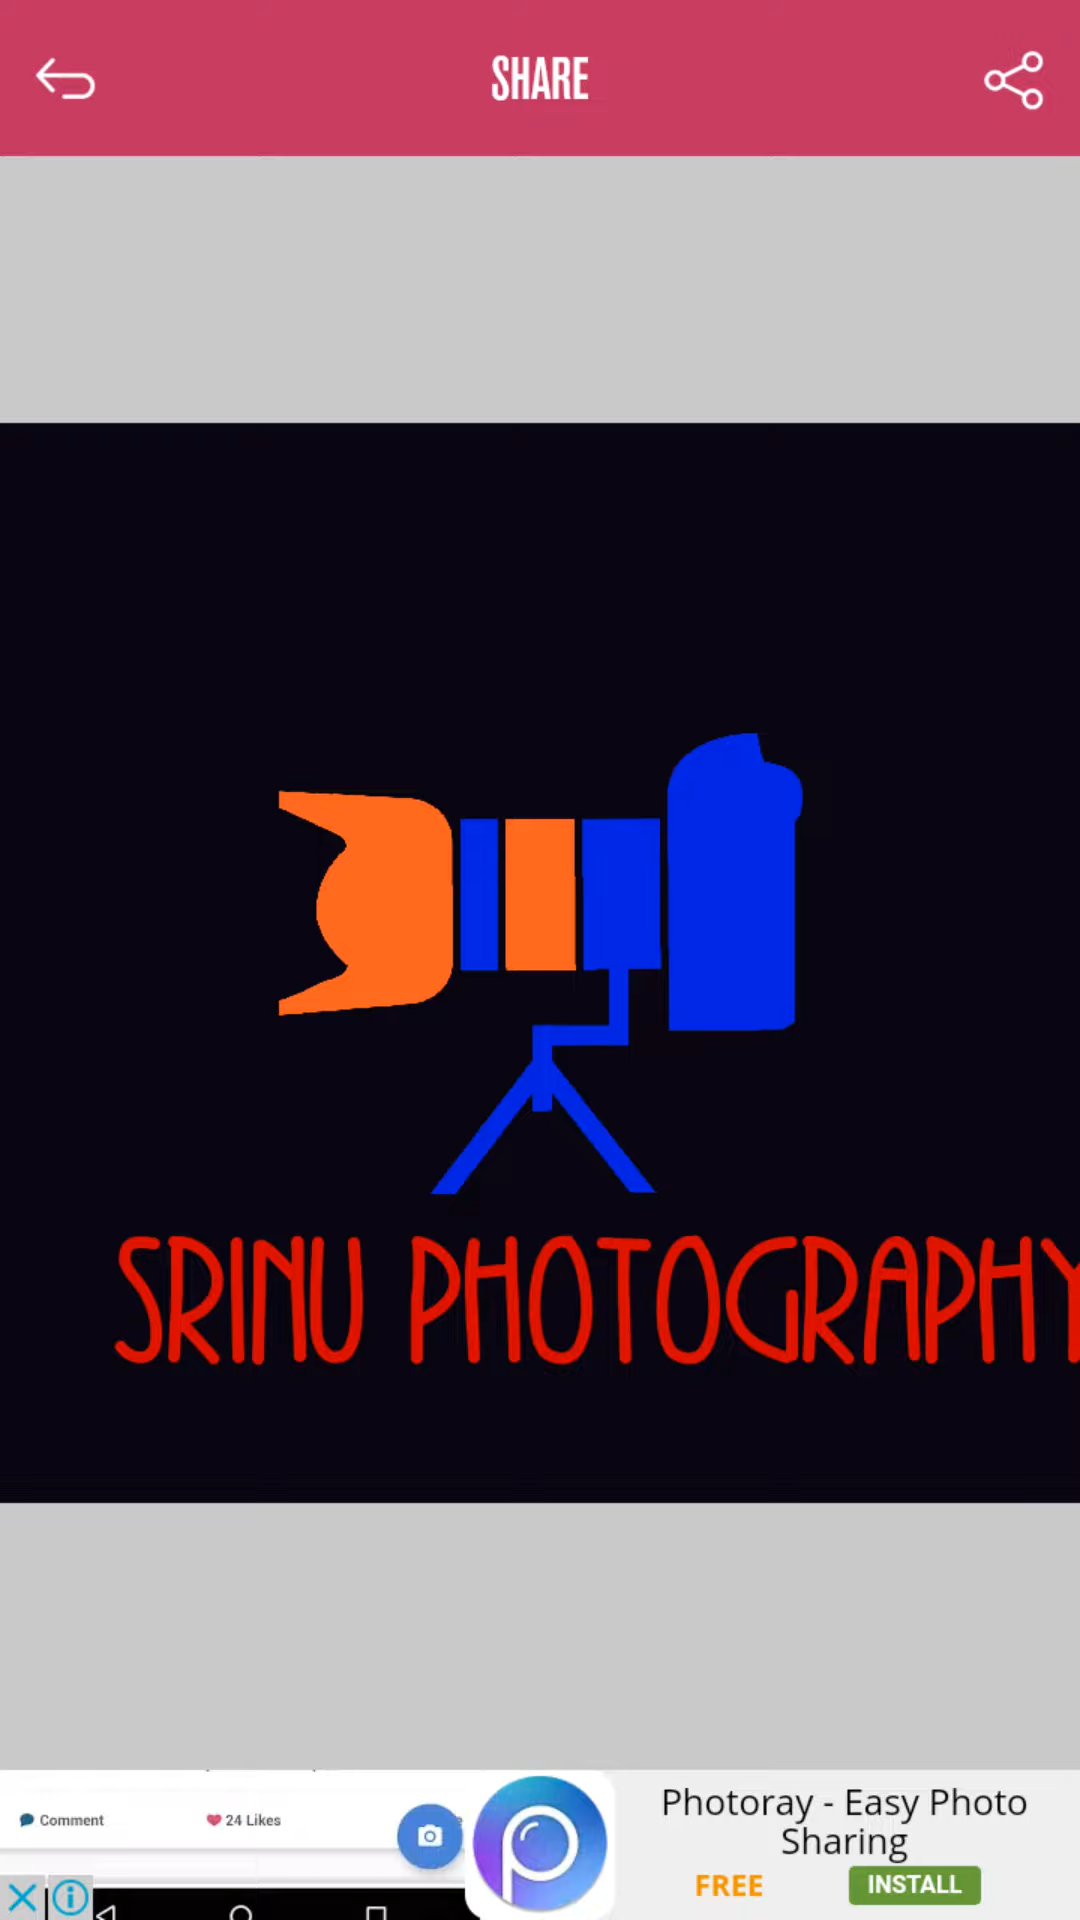 SHARE
SRINU PHOTOGRAPHY
Comment
24 Likes
Photoray - Easy Photo
Sharing
FREE
INSTALL